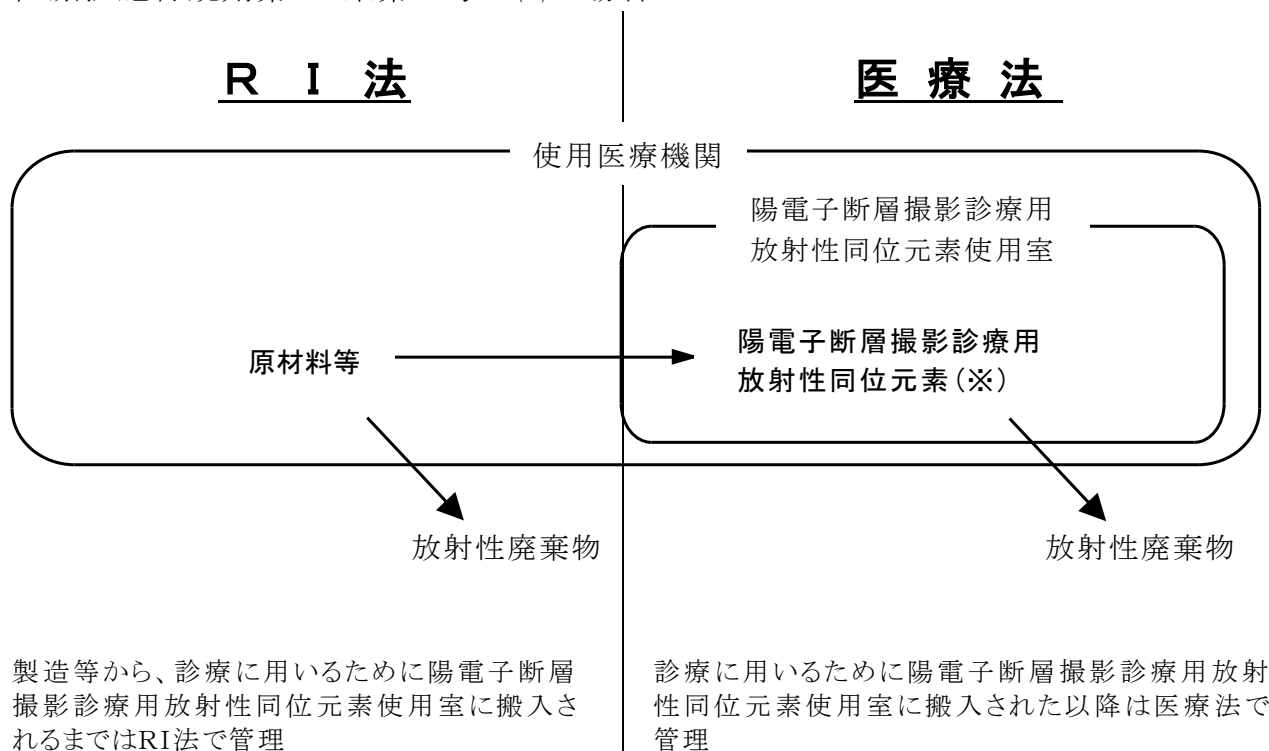 R I 法
医 療 法
使用医療機関
陽電子断層撮影診療用
放射性同位元素使用室
原材料等
陽電子断層撮影診療用
放射性同位元素(※)
放射性廃棄物
放射性廃棄物
製造等から、診療に用いるために陽電子断層
撮影診療用放射性同位元素使用室に搬入さ
れるまではRI法で管理
診療に用いるために陽電子断層撮影診療用放射
性同位元素使用室に搬入された以降は医療法で
管理